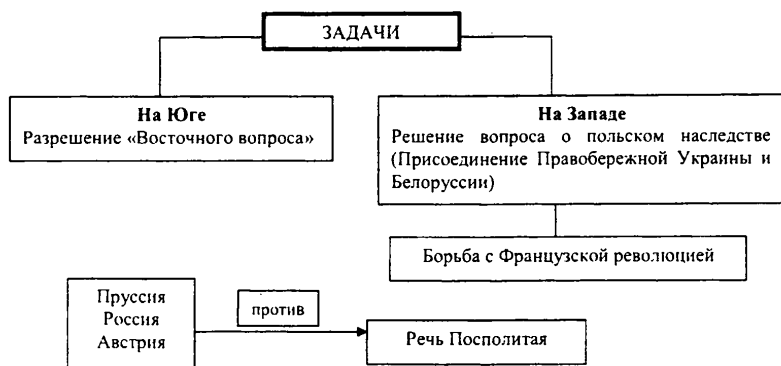 ЗАДАЧИ
На Юге
Разрешение «Восточного вопроса»
На Западе
Решение вопроса о польском наследстве
(Присоединение Правобережной Украины и
Белоруссии)
Борьба с Французской революцией
Пруссия
Россия
Австрия
против
Речь Посполитая